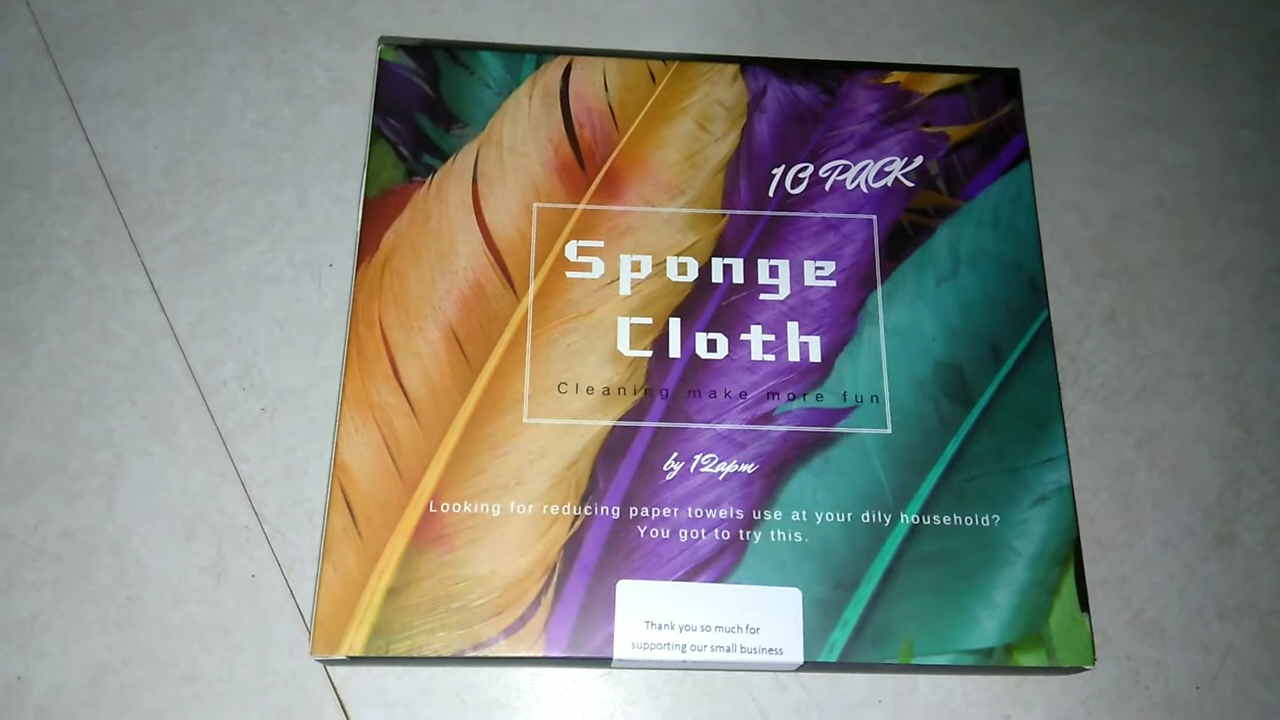 10 PACK
Sponge
Cloth
Cleaning make more fun
by 12apm
Looking for reducing paper towels use at your dily household?
You got to try this.
Thank you so much for
supporting our small business